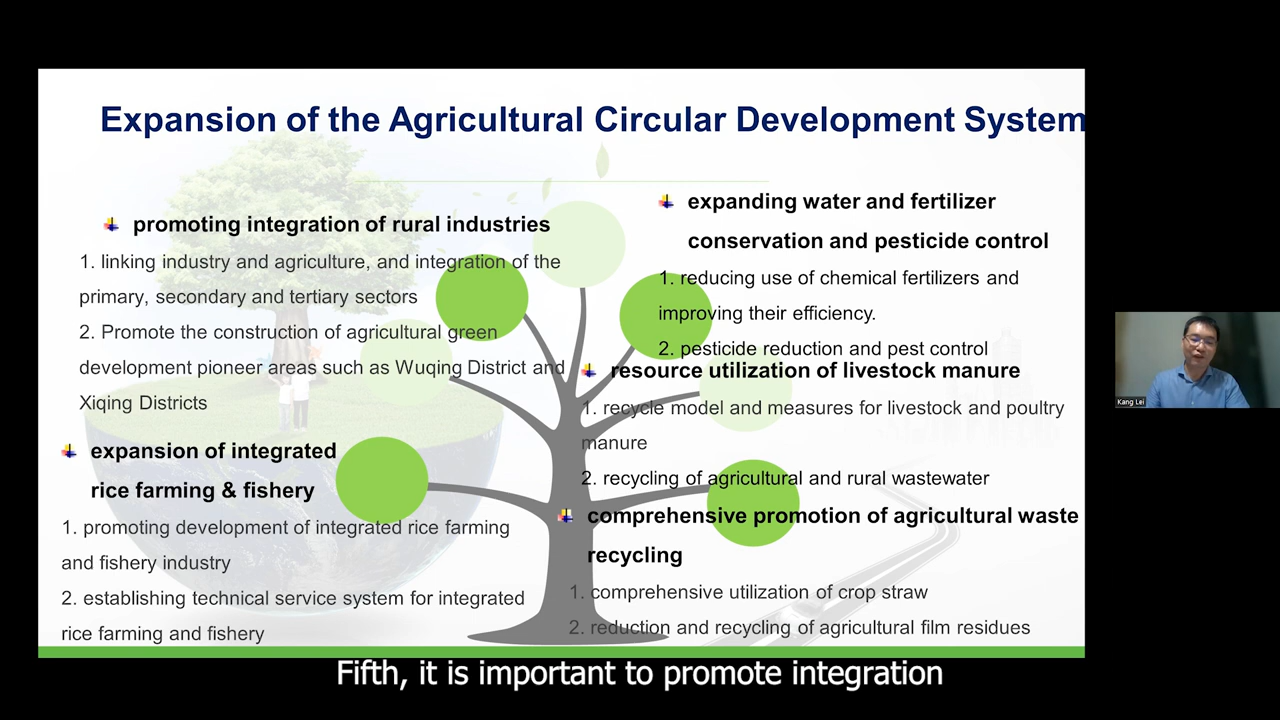 Expansion of the Agricultural Circular Development System
promoting integration of rural industries
1. linking industry and agriculture, and integration of the
primary, secondary and tertiary sectors
2. Promote the construction of agricultural green
development pioneer areas such as Wuqing District and
Xiqing Districts
expansion of integrated
rice farming & fishery
1. promoting development of integrated rice farming
and fishery industry
2. establishing technical service system for integrated
rice farming and fishery
expanding water and fertilizer
conservation and pesticide control
1. reducing use of chemical fertilizers and
improving their efficiency.
2. pesticide reduction and pest control
resource utilization of livestock manure
1. recycle model and measures for livestock and poultry
manure
2. recycling of agricultural and rural wastewater
comprehensive promotion of agricultural waste
recycling
1. comprehensive utilization of crop straw
2. reduction and recycling of agricultural film residues
Kang Lei
Fifth, it is important to promote integration